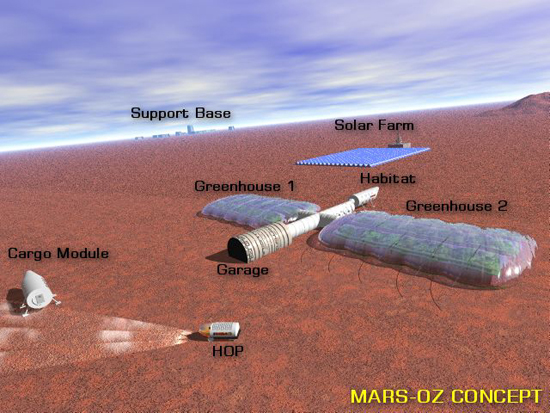 Support Base
Solar Farm
Habitat
Greenhouse 1
Greenhouse 2
Cargo Module
Garage
HOP
MARS-OZ CONCEPT